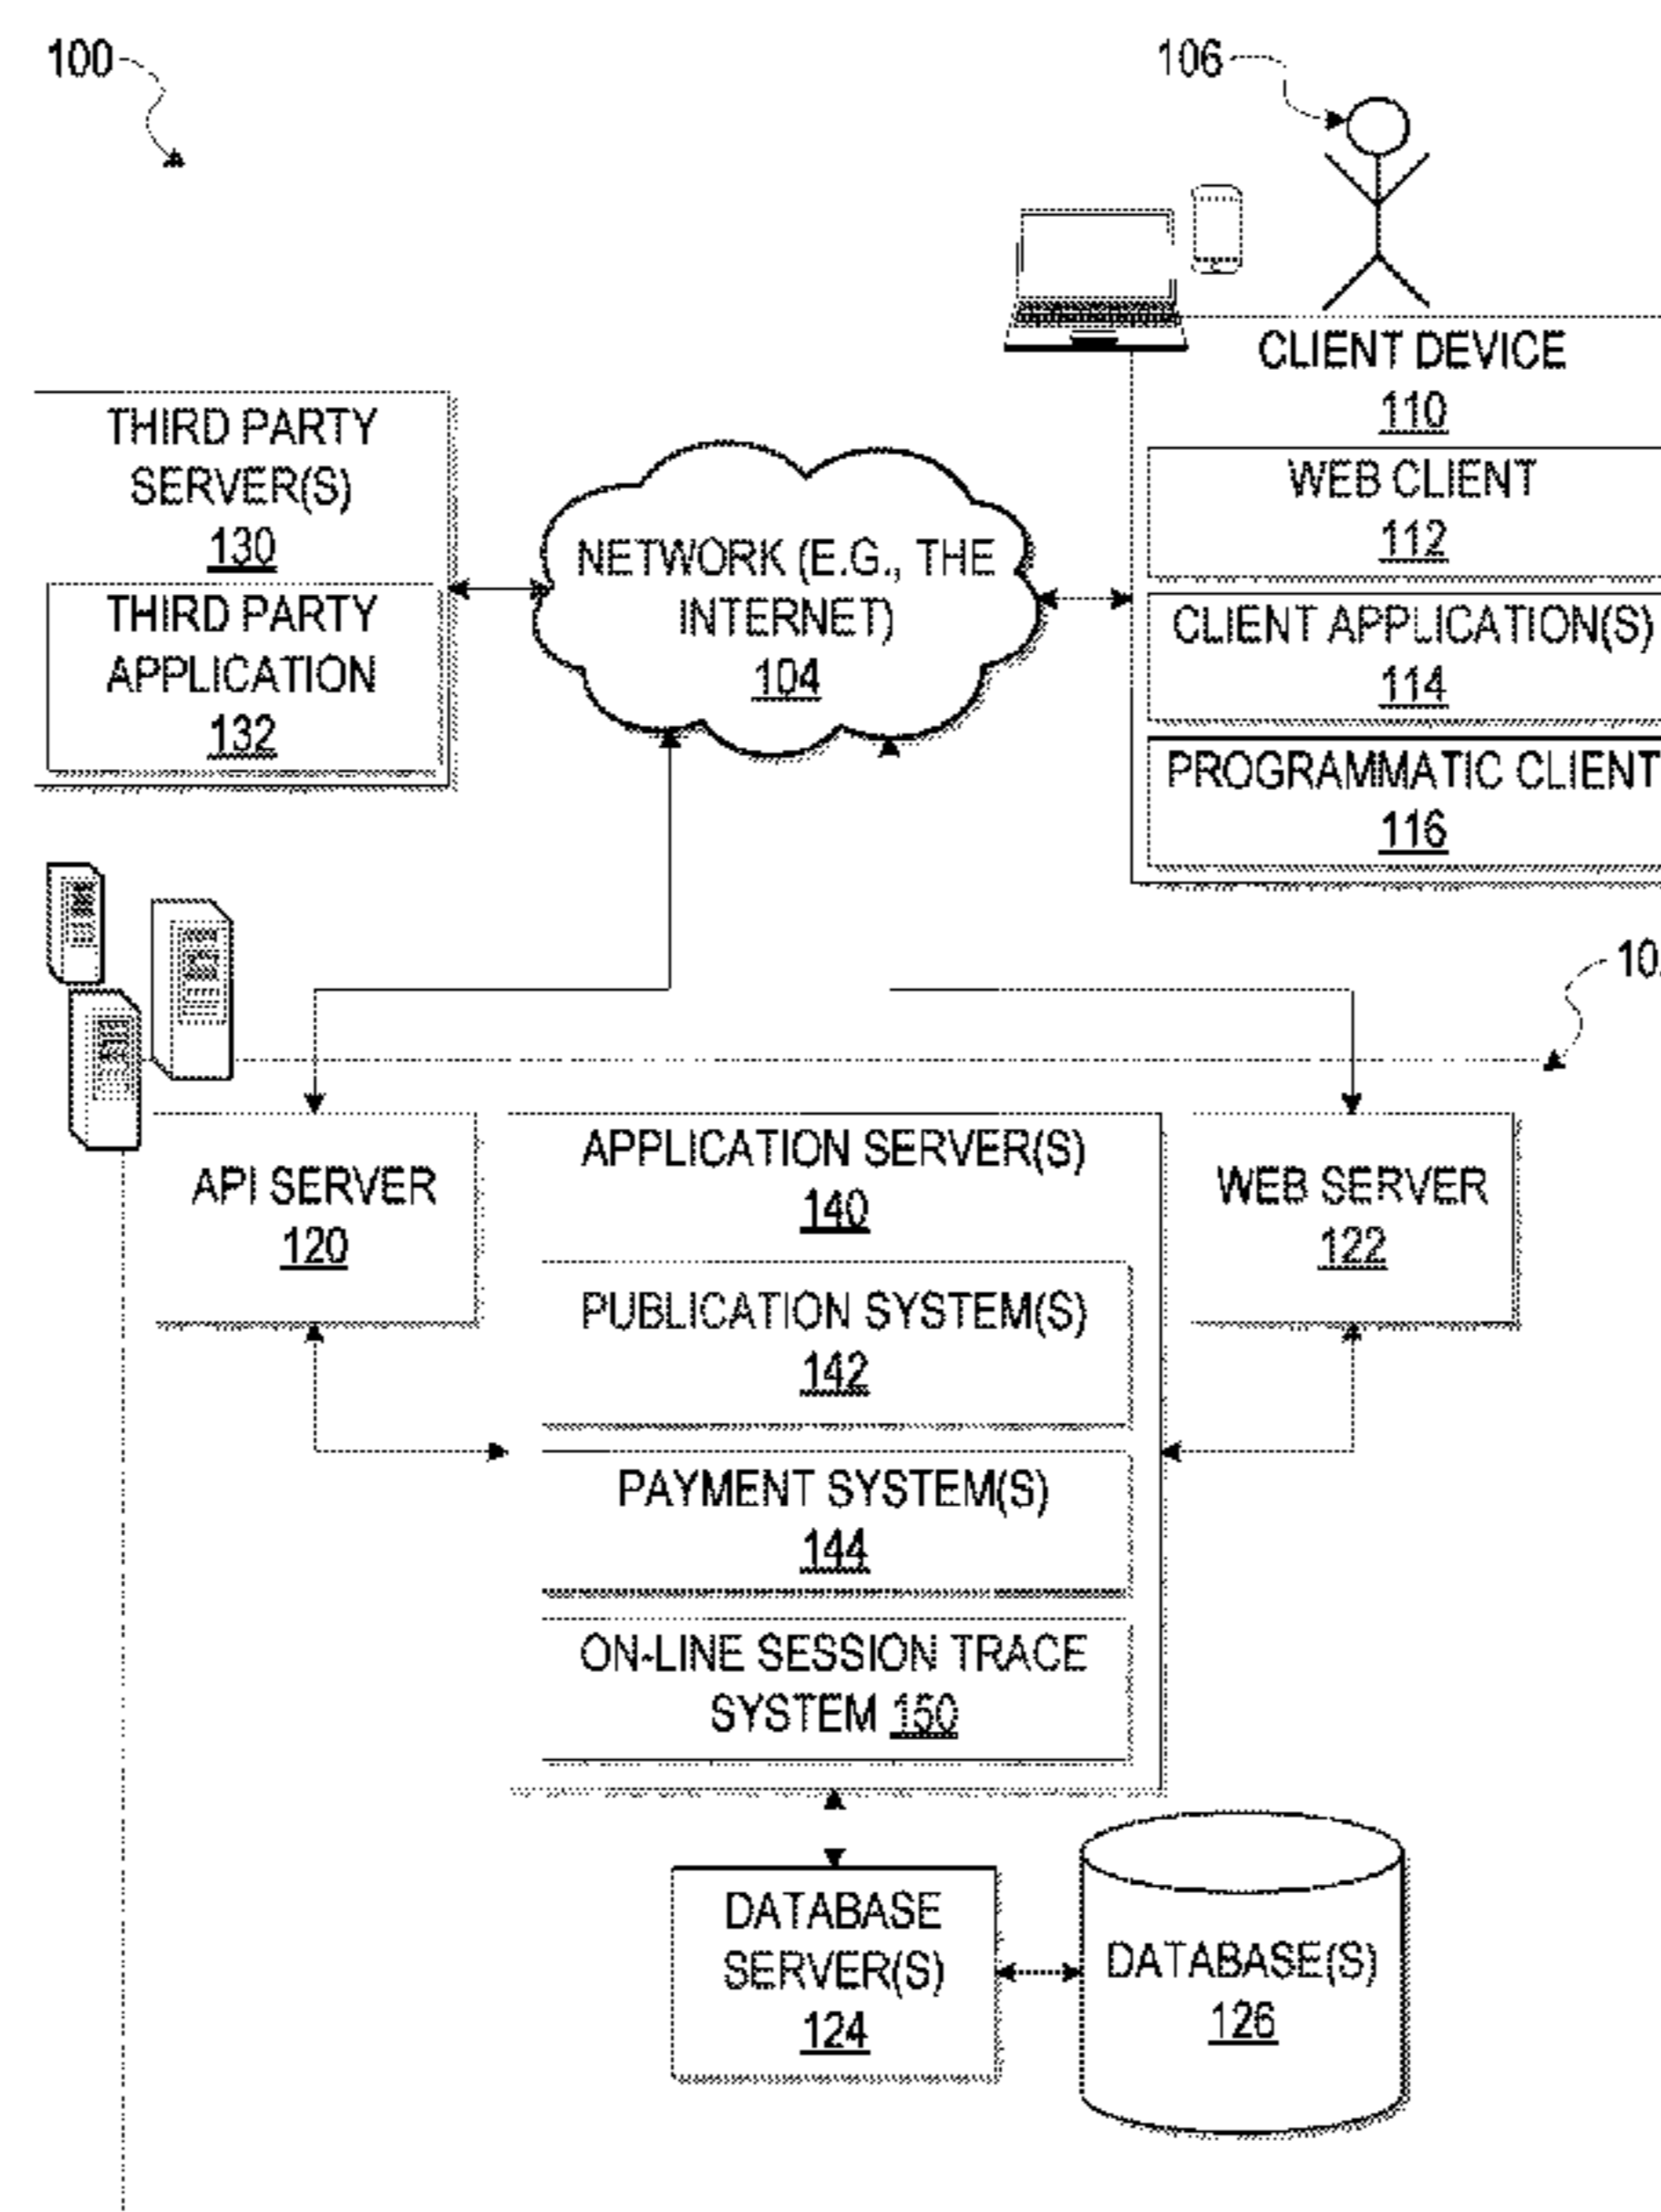 100
106
CLIENT DEVICE
110
WEB CLIENT
112
CLIENT APPLICATION(S)
114
PROGRAMMATIC CLIENT
116
THIRD PARTY
SERVER(S)
130
THIRD PARTY
APPLICATION
132
NETWORK (E.G., THE
INTERNET)
104
API SERVER
120
APPLICATION SERVER(S)
140
PUBLICATION SYSTEM(S)
142
PAYMENT SYSTEM(S)
144
ON-LINE SESSION TRACE
SYSTEM 150
WEB SERVER
122
DATABASE
SERVER(S)
124
DATABASE(S)
126